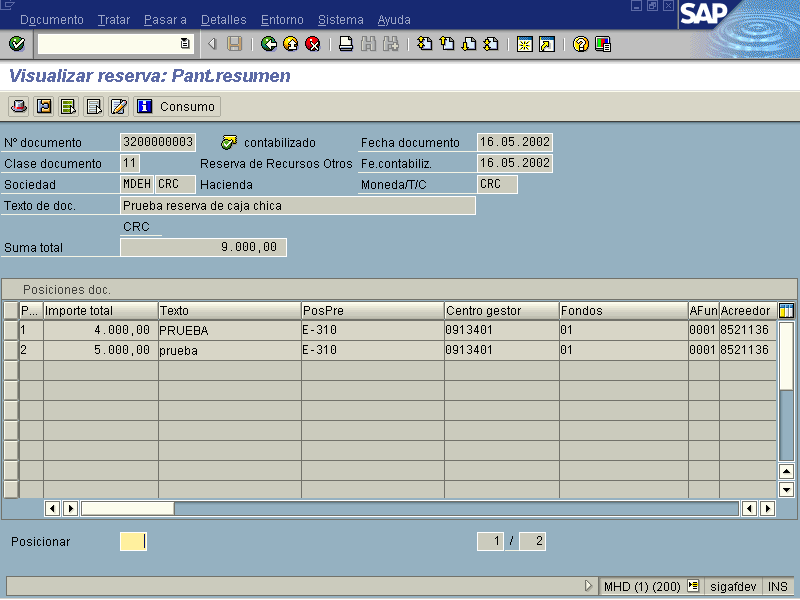 Documento Tratar Pasar a Detalles Entorno Sistema Ayuda
SAP
Visualizar reserva: Pant.resumen
Consumo
Nº documento 3200000003 contabilizado Fecha documento 16.05.2002
Clase documento 11 Reserva de Recursos Otros Fe.contabiliz. 16.05.2002
Sociedad MDEH CRC Hacienda Moneda/T/C CRC
Texto de doc. Prueba reserva de caja chica
CRC
Suma total 9.000,00
Posiciones doc.
P... Importe total Texto PosPre Centro gestor Fondos AFun Acreedor
1 4.000,00 PRUEBA E-310 0913401 01 0001 8521136
2 5.000,00 prueba E-310 0913401 01 0001 8521136
Posicionar 1 / 2
MHD (1) (200) sigafdev INS